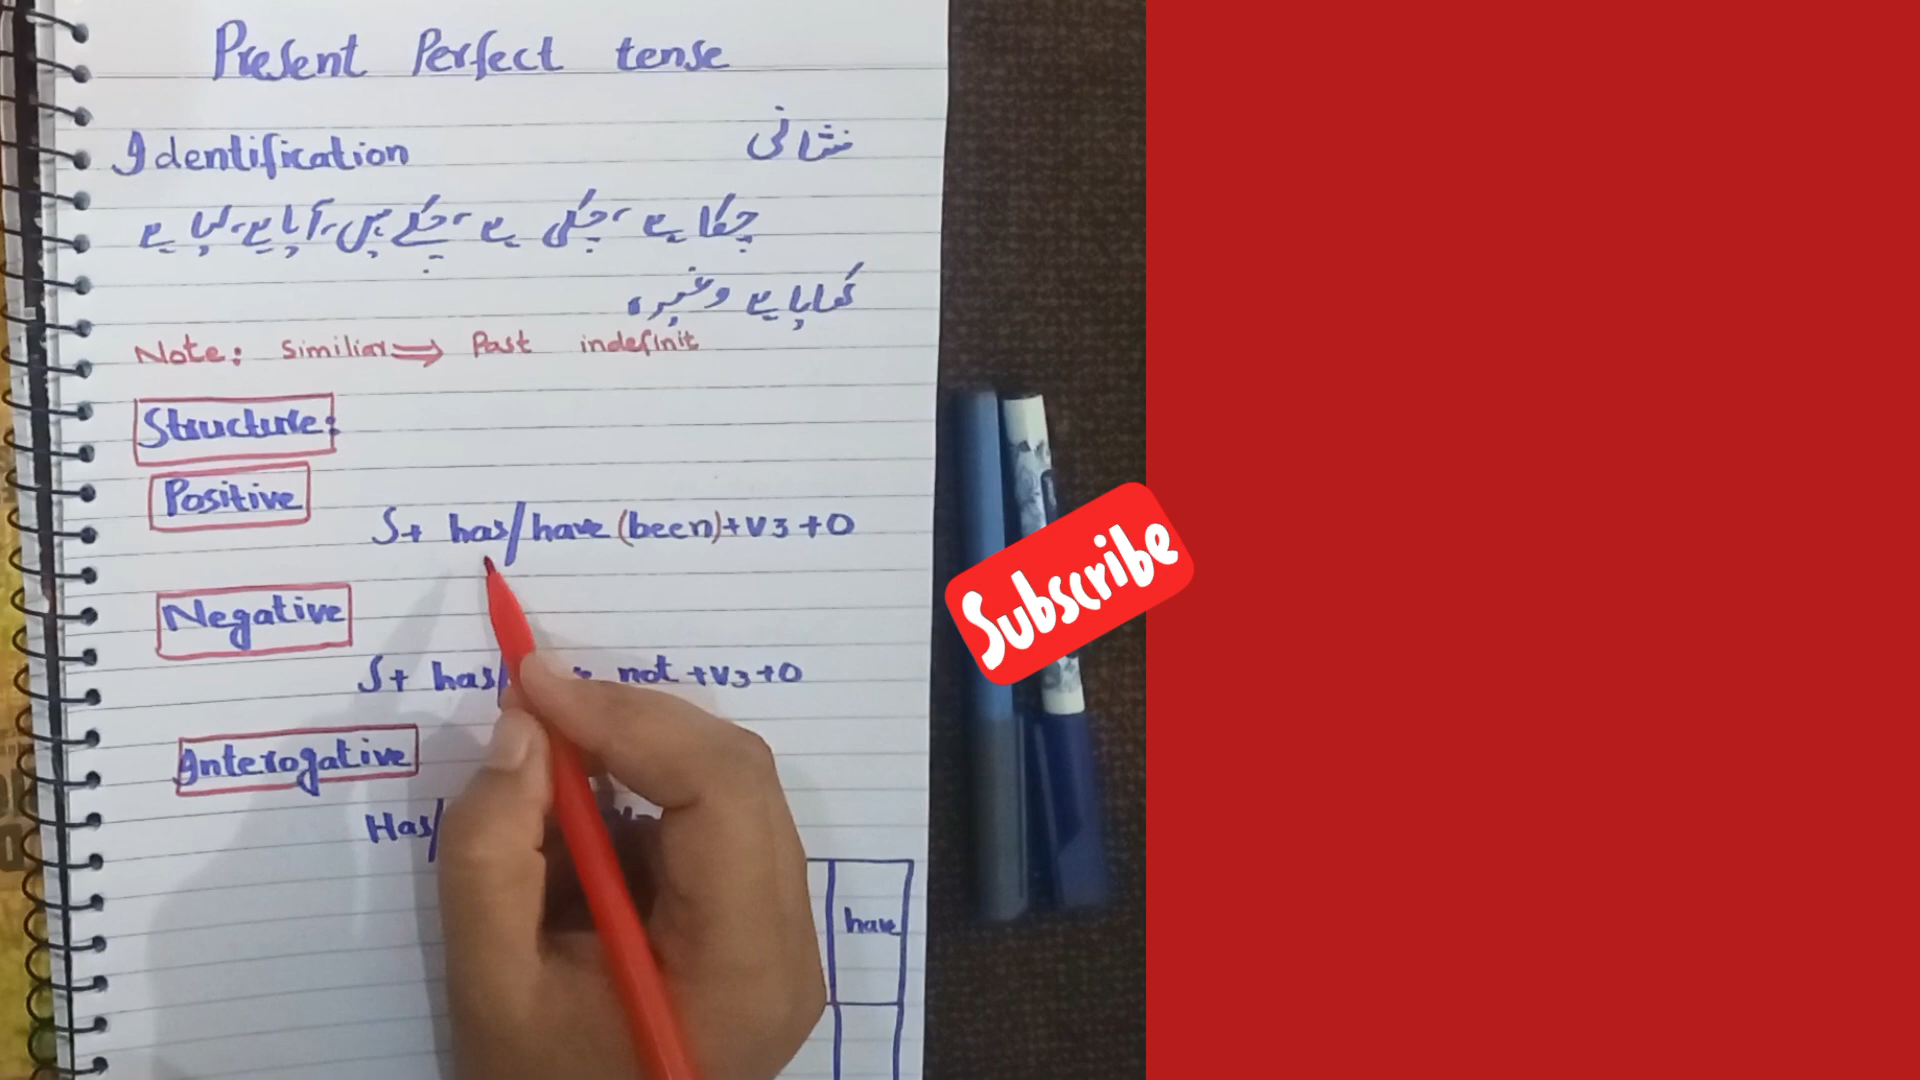 Present Perfect tense
Identification نشانی
چکا ہے، چکی ہے، چکے ہیں، آیا ہے، لیا ہے
کھایا ہے وغیرہ
Note: Similiar⇒ Past indefinit
Structure:
Positive
S+ has/have (been)+V3+O
Negative
S+ has/ not +V3+O
Interogative
Has/
have
Subscribe